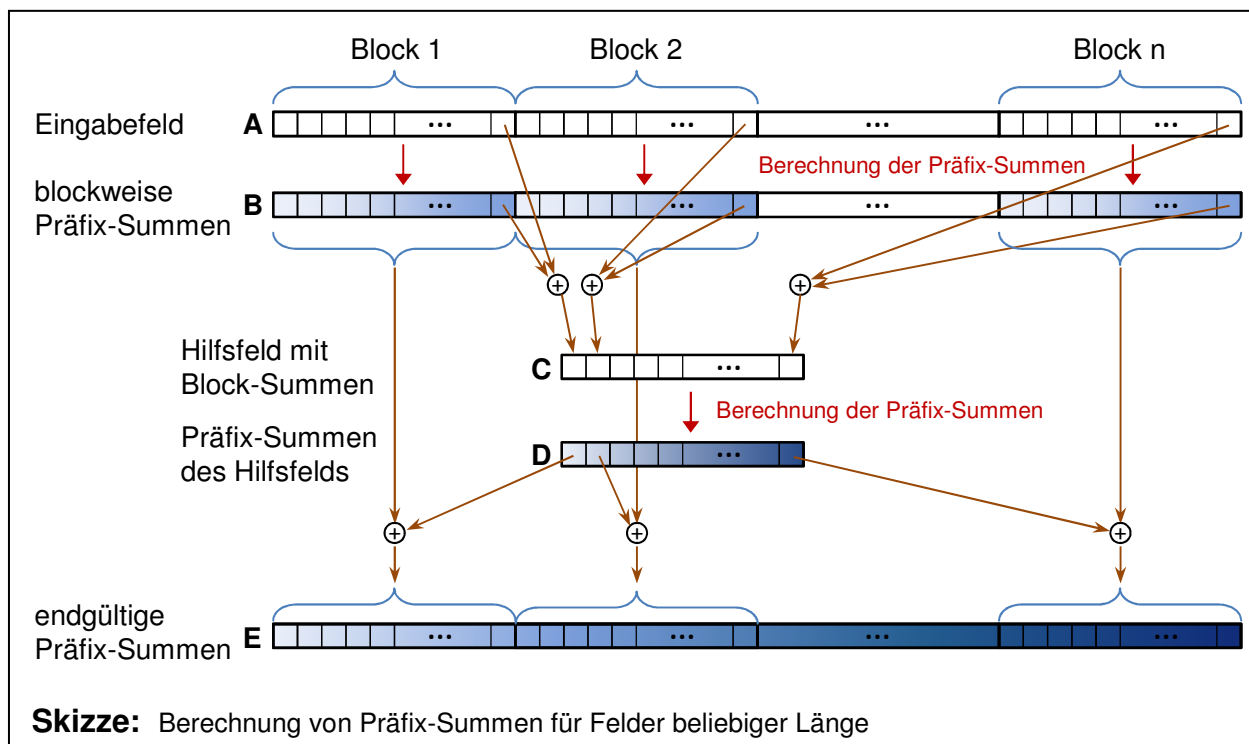 Block 1 Block 2 Block n
Eingabefeld A ... ... ... ...
Berechnung der Präfix-Summen
blockweise
Präfix-Summen B ... ... ... ...
+ + +
Hilfsfeld mit
Block-Summen C ...
Berechnung der Präfix-Summen
Präfix-Summen
des Hilfsfelds D ...
+ + +
endgültige
Präfix-Summen E ... ... ... ...
Skizze: Berechnung von Präfix-Summen für Felder beliebiger Länge